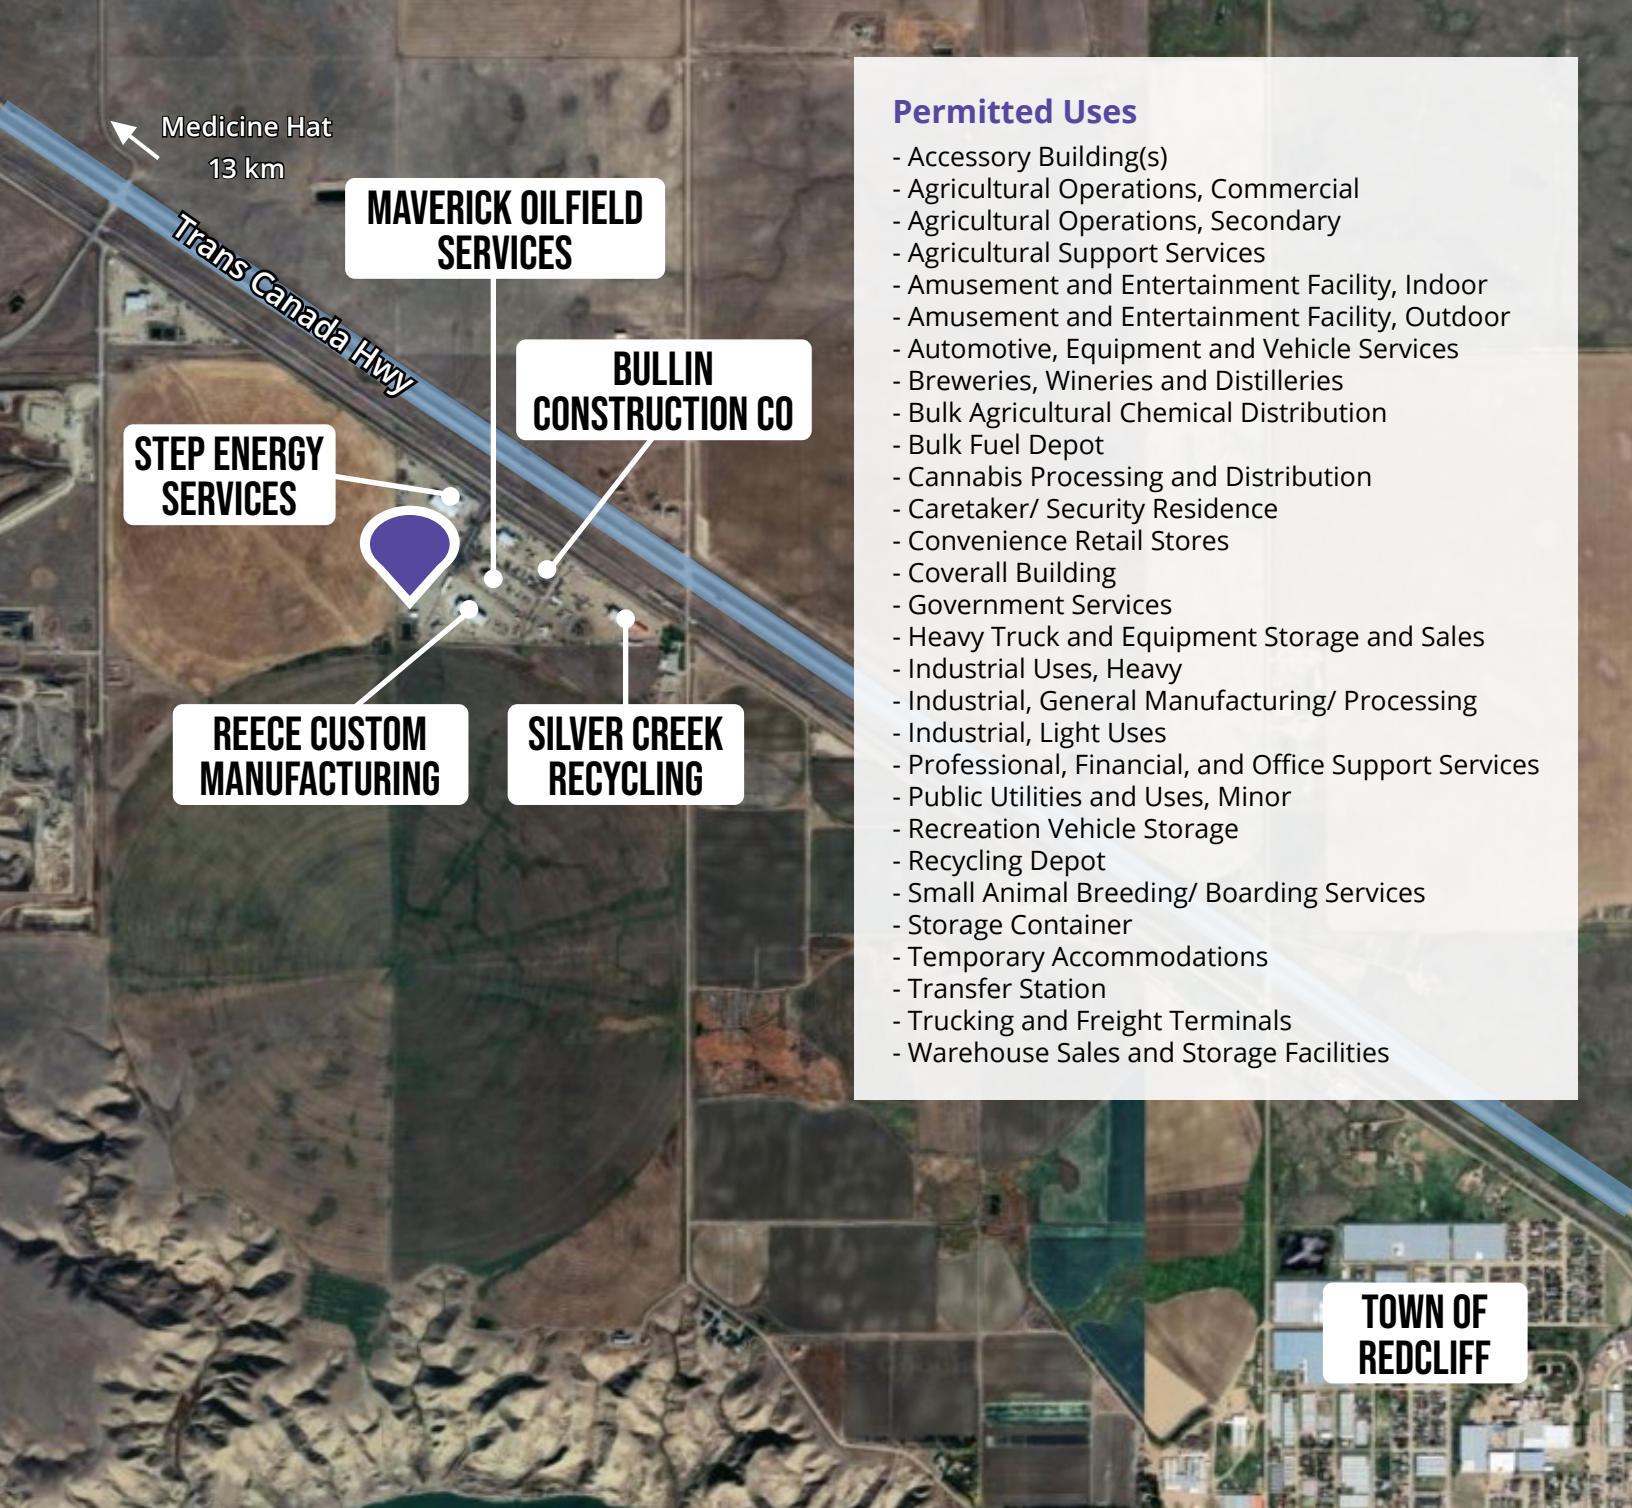 Medicine Hat
13 km
Trans Canada Hwy
MAVERICK OILFIELD
SERVICES
BULLIN
CONSTRUCTION CO
STEP ENERGY
SERVICES
REECE CUSTOM
MANUFACTURING
SILVER CREEK
RECYCLING
Permitted Uses
- Accessory Building(s)
- Agricultural Operations, Commercial
- Agricultural Operations, Secondary
- Agricultural Support Services
- Amusement and Entertainment Facility, Indoor
- Amusement and Entertainment Facility, Outdoor
- Automotive, Equipment and Vehicle Services
- Breweries, Wineries and Distilleries
- Bulk Agricultural Chemical Distribution
- Bulk Fuel Depot
- Cannabis Processing and Distribution
- Caretaker/ Security Residence
- Convenience Retail Stores
- Coverall Building
- Government Services
- Heavy Truck and Equipment Storage and Sales
- Industrial Uses, Heavy
- Industrial, General Manufacturing/ Processing
- Industrial, Light Uses
- Professional, Financial, and Office Support Services
- Public Utilities and Uses, Minor
- Recreation Vehicle Storage
- Recycling Depot
- Small Animal Breeding/ Boarding Services
- Storage Container
- Temporary Accommodations
- Transfer Station
- Trucking and Freight Terminals
- Warehouse Sales and Storage Facilities
TOWN OF
REDCLIFF